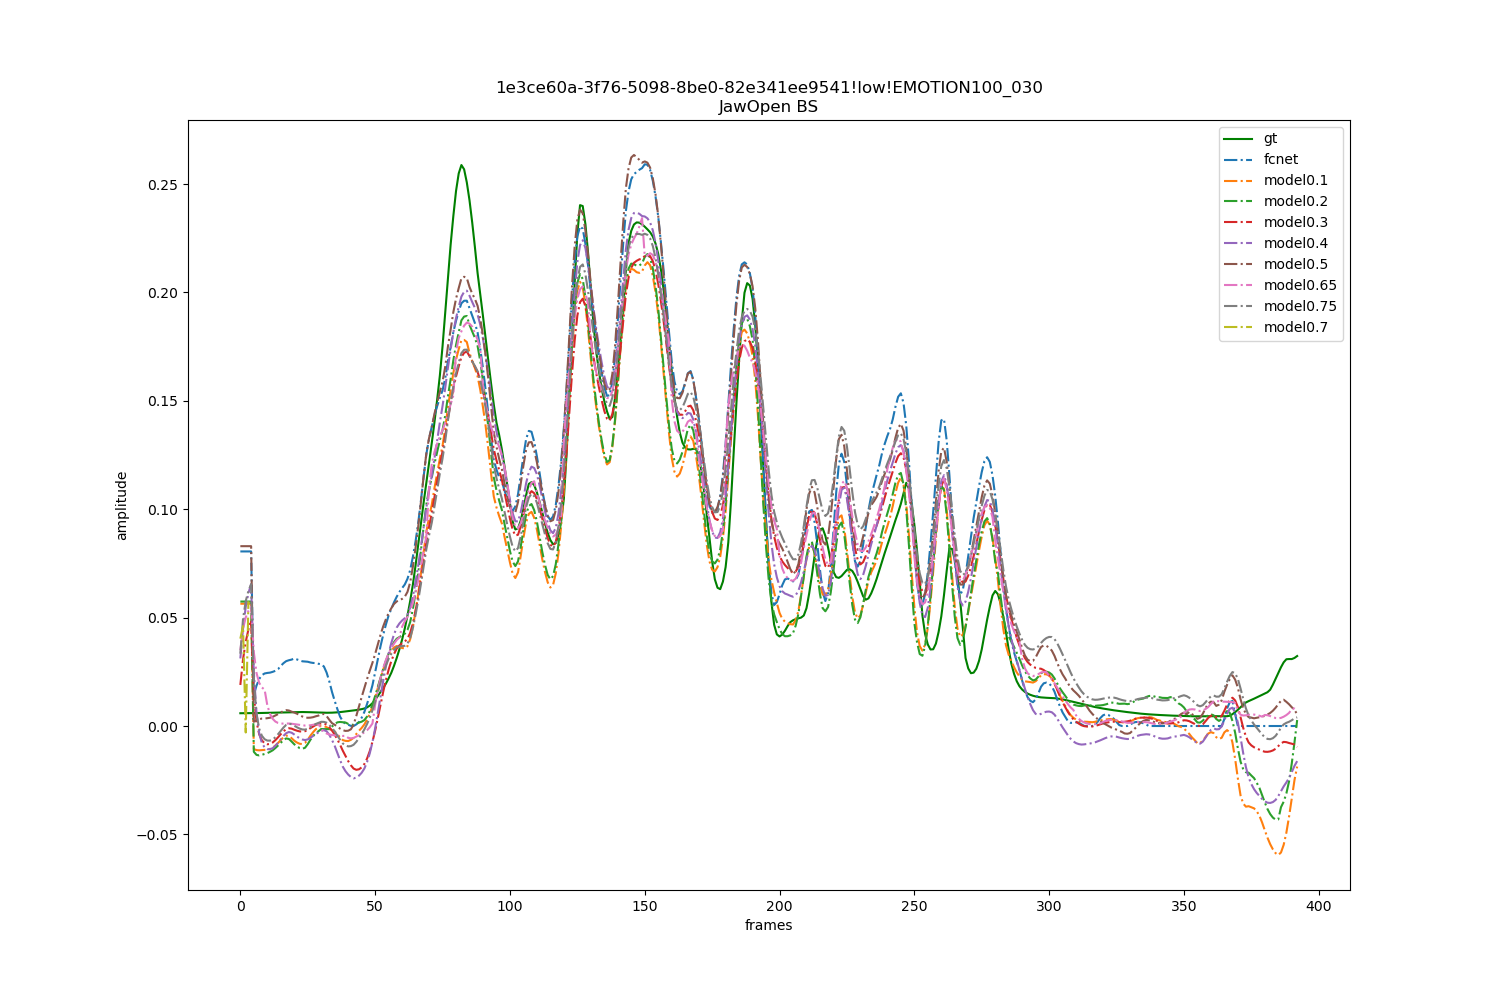 1e3ce60a-3f76-5098-8be0-82e341ee9541!low!EMOTION100_030
JawOpen BS
gt
fcnet
model0.1
model0.2
model0.3
model0.4
model0.5
model0.65
model0.75
model0.7
amplitude
0.25
0.20
0.15
0.10
0.05
0.00
−0.05
0
50
100
150
200
250
300
350
400
frames